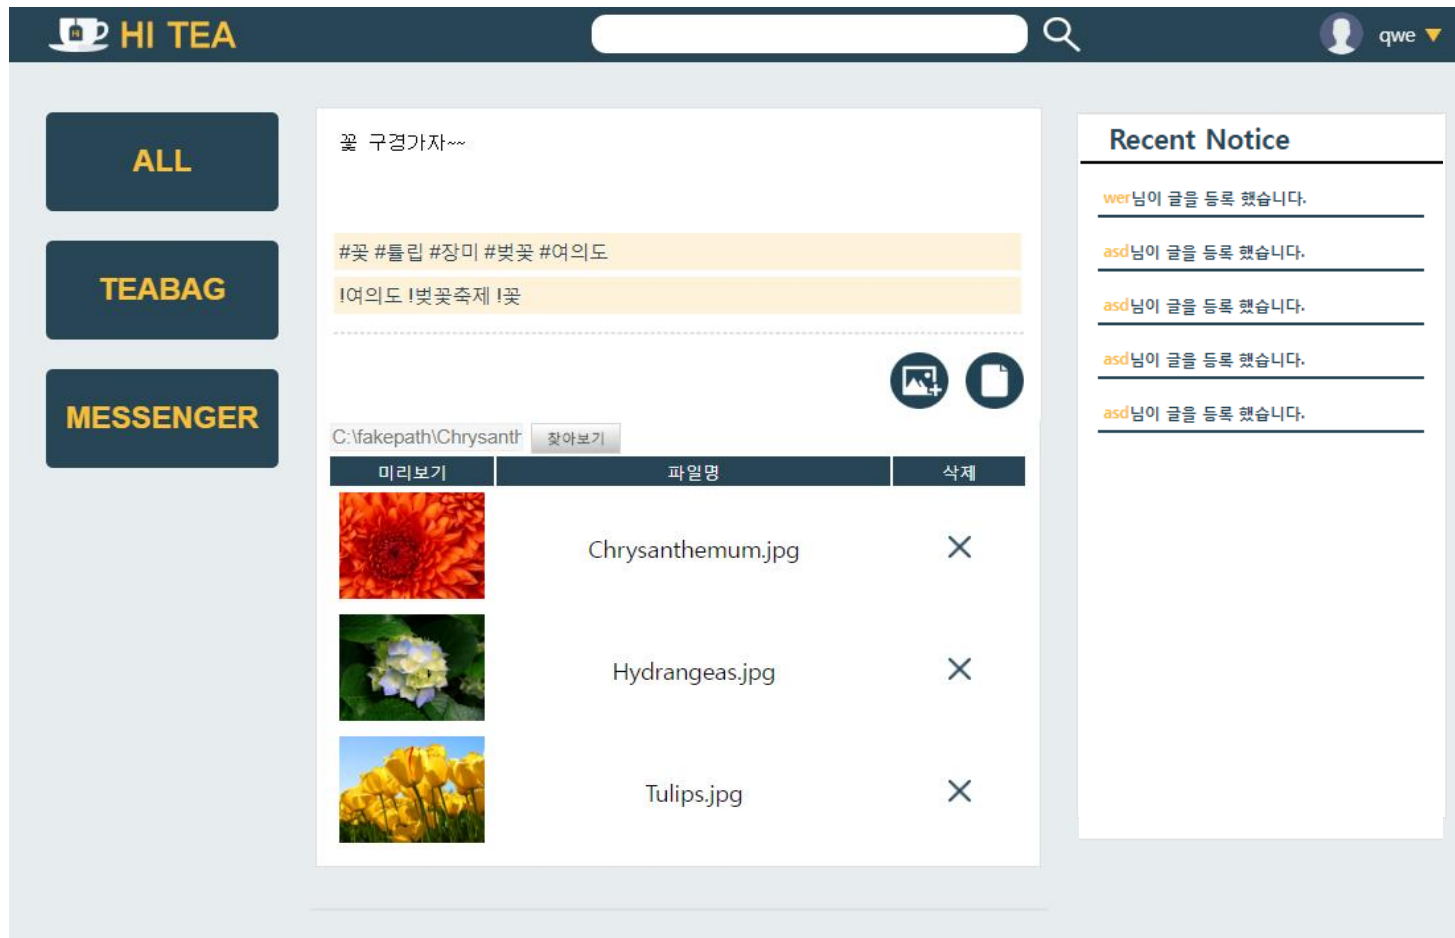 HI TEA
qwe
ALL
TEABAG
MESSENGER
꽃 구경가자~~
#꽃 #튤립 #장미 #벚꽃 #여의도
!여의도 !벚꽃축제 !꽃
C:\fakepath\Chrysanth
찾아보기
미리보기 파일명 삭제
Chrysanthemum.jpg
Hydrangeas.jpg
Tulips.jpg
Recent Notice
wer님이 글을 등록 했습니다.
asd님이 글을 등록 했습니다.
asd님이 글을 등록 했습니다.
asd님이 글을 등록 했습니다.
asd님이 글을 등록 했습니다.